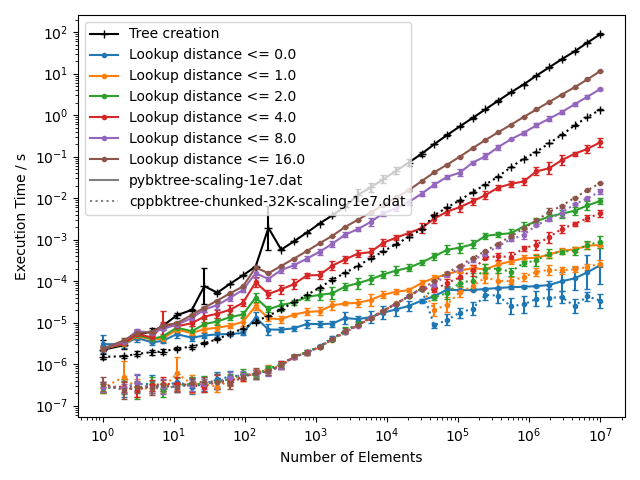 10²
10¹
10⁰
10⁻¹
10⁻²
10⁻³
10⁻⁴
10⁻⁵
10⁻⁶
10⁻⁷
Execution Time / s
Tree creation
Lookup distance <= 0.0
Lookup distance <= 1.0
Lookup distance <= 2.0
Lookup distance <= 4.0
Lookup distance <= 8.0
Lookup distance <= 16.0
pybktree-scaling-1e7.dat
cppbktree-chunked-32K-scaling-1e7.dat
10⁰ 10¹ 10² 10³ 10⁴ 10⁵ 10⁶ 10⁷
Number of Elements